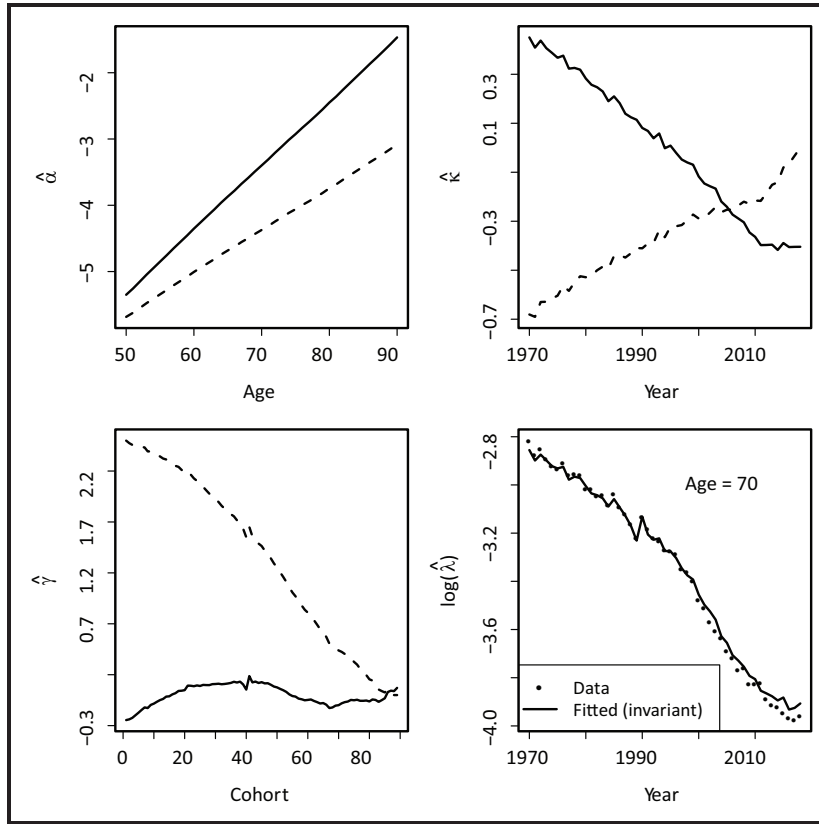 α̂
−2
−3
−4
−5
50 60 70 80 90
Age
κ̂
0.3
0.1
−0.3
−0.7
1970 1990 2010
Year
γ̂
2.2
1.7
1.2
0.7
−0.3
0 20 40 60 80
Cohort
log(λ̂)
−2.8
−3.2
−3.6
−4.0
Age = 70
Data
Fitted (invariant)
1970 1990 2010
Year